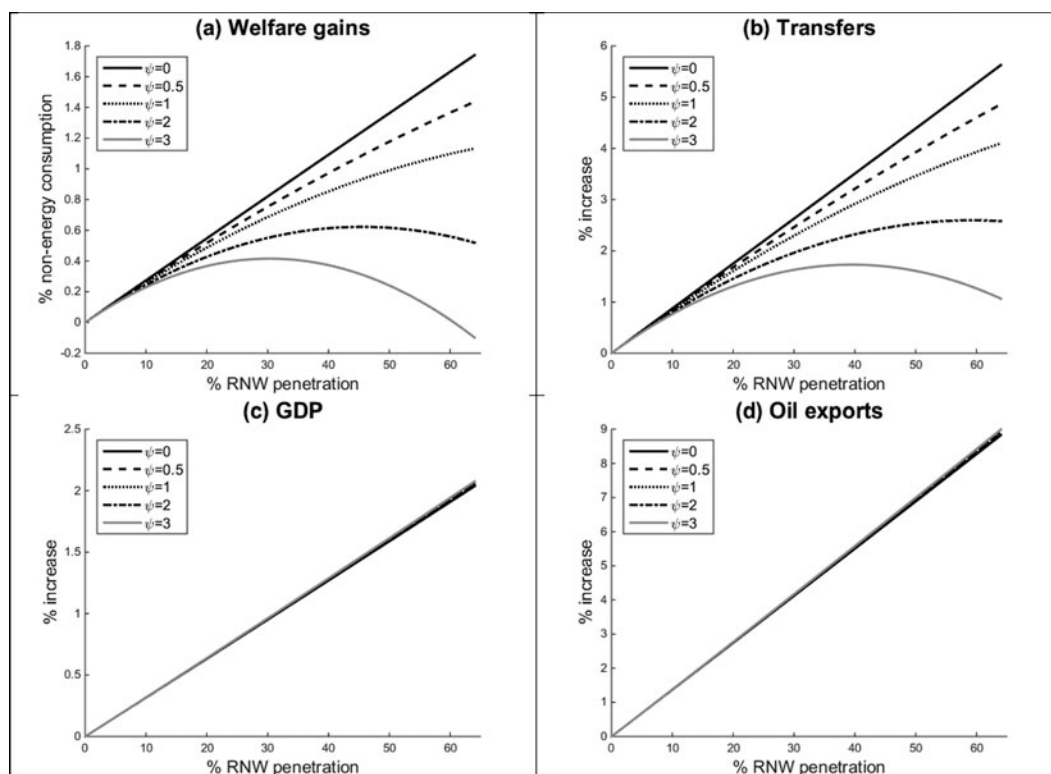 (a) Welfare gains
1.8
1.6
1.4
1.2
1
0.8
0.6
0.4
0.2
0
-0.2
% non-energy consumption
ψ=0
ψ=0.5
ψ=1
ψ=2
ψ=3
0 10 20 30 40 50 60
% RNW penetration
(b) Transfers
6
5
4
3
2
1
0
% increase
ψ=0
ψ=0.5
ψ=1
ψ=2
ψ=3
0 10 20 30 40 50 60
% RNW penetration
(c) GDP
2.5
2
1.5
1
0.5
0
% increase
ψ=0
ψ=0.5
ψ=1
ψ=2
ψ=3
0 10 20 30 40 50 60
% RNW penetration
(d) Oil exports
9
8
7
6
5
4
3
2
1
0
% increase
ψ=0
ψ=0.5
ψ=1
ψ=2
ψ=3
0 10 20 30 40 50 60
% RNW penetration